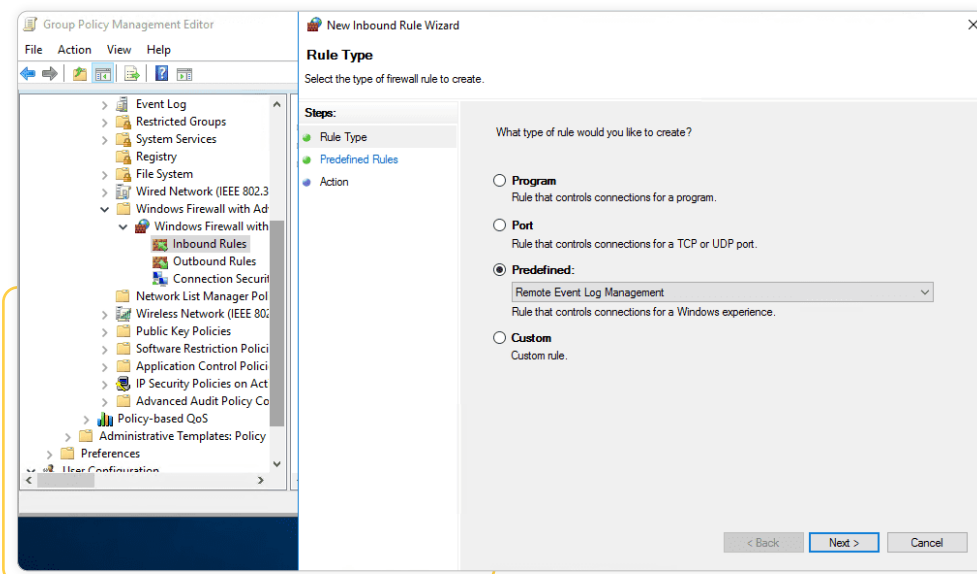 Group Policy Management Editor
File Action View Help
Event Log
Restricted Groups
System Services
Registry
File System
Wired Network (IEEE 802.3
Windows Firewall with Ad
Windows Firewall with
Inbound Rules
Outbound Rules
Connection Securit
Network List Manager Pol
Wireless Network (IEEE 802
Public Key Policies
Software Restriction Polici
Application Control Polici
IP Security Policies on Act
Advanced Audit Policy Co
Policy-based QoS
Administrative Templates: Policy
Preferences
User Configuration
New Inbound Rule Wizard
Rule Type
Select the type of firewall rule to create.
Steps:
Rule Type
Predefined Rules
Action
What type of rule would you like to create?
Program
Rule that controls connections for a program.
Port
Rule that controls connections for a TCP or UDP port.
Predefined:
Remote Event Log Management
Rule that controls connections for a Windows experience.
Custom
Custom rule.
< Back Next > Cancel